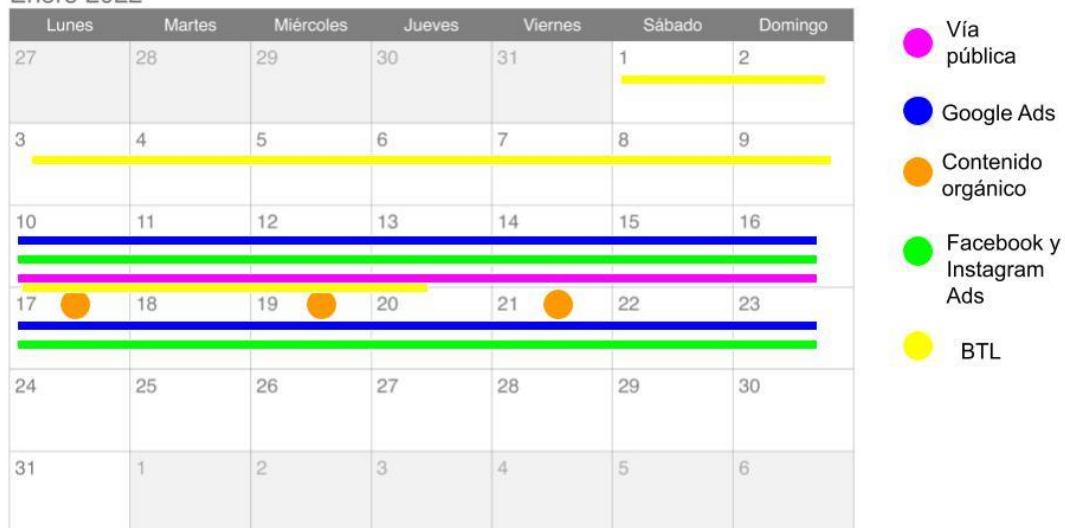 Enero 2022
Lunes Martes Miércoles Jueves Viernes Sábado Domingo
27 28 29 30 31 1 2
3 4 5 6 7 8 9
10 11 12 13 14 15 16
17 18 19 20 21 22 23
24 25 26 27 28 29 30
31 1 2 3 4 5 6
Vía
pública
Google Ads
Contenido
orgánico
Facebook y
Instagram
Ads
BTL